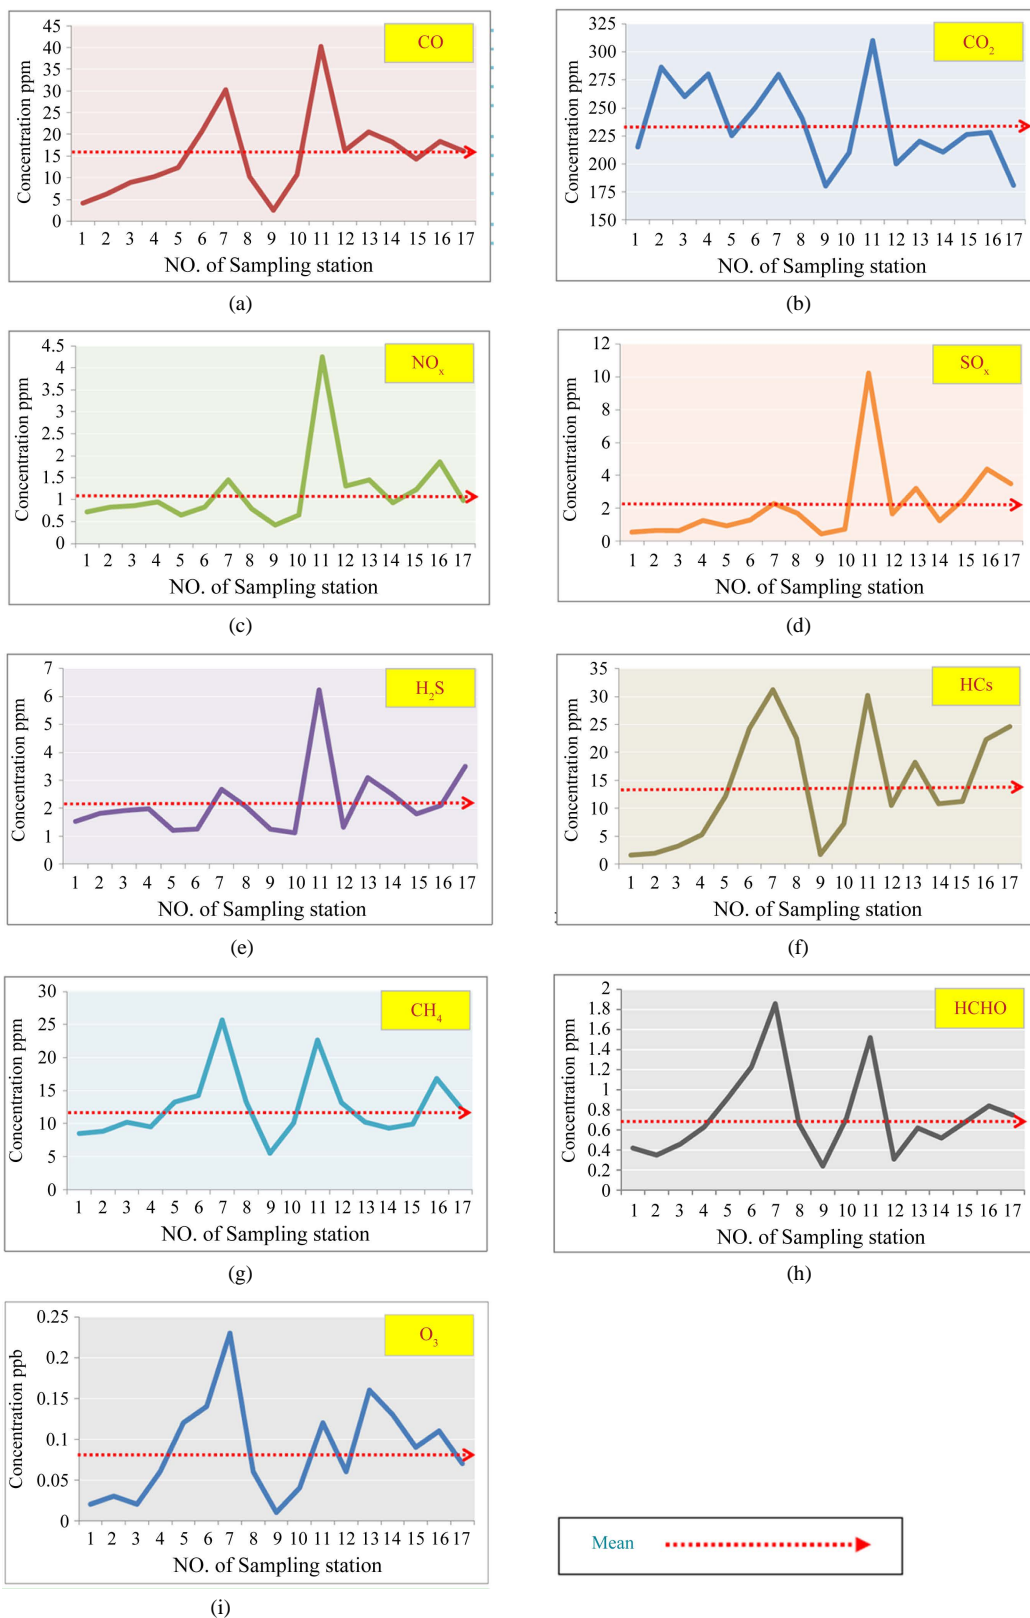 CO
Concentration ppm
45
40
35
30
25
20
15
10
5
0
1 2 3 4 5 6 7 8 9 10 11 12 13 14 15 16 17
NO. of Sampling station
(a)
CO₂
Concentration ppm
325
300
275
250
225
200
175
150
1 2 3 4 5 6 7 8 9 10 11 12 13 14 15 16 17
NO. of Sampling station
(b)
NOₓ
Concentration ppm
4.5
4
3.5
3
2.5
2
1.5
1
0.5
0
1 2 3 4 5 6 7 8 9 10 11 12 13 14 15 16 17
NO. of Sampling station
(c)
SOₓ
Concentration ppm
12
10
8
6
4
2
0
1 2 3 4 5 6 7 8 9 10 11 12 13 14 15 16 17
NO. of Sampling station
(d)
H₂S
Concentration ppm
7
6
5
4
3
2
1
0
1 2 3 4 5 6 7 8 9 10 11 12 13 14 15 16 17
NO. of Sampling station
(e)
HCs
Concentration ppm
35
30
25
20
15
10
5
0
1 2 3 4 5 6 7 8 9 10 11 12 13 14 15 16 17
NO. of Sampling station
(f)
CH₄
Concentration ppm
30
25
20
15
10
5
0
1 2 3 4 5 6 7 8 9 10 11 12 13 14 15 16 17
NO. of Sampling station
(g)
HCHO
Concentration ppm
2
1.8
1.6
1.4
1.2
1
0.8
0.6
0.4
0.2
0
1 2 3 4 5 6 7 8 9 10 11 12 13 14 15 16 17
NO. of Sampling station
(h)
O₃
Concentration ppb
0.25
0.2
0.15
0.1
0.05
0
1 2 3 4 5 6 7 8 9 10 11 12 13 14 15 16 17
NO. of Sampling station
(i)
Mean